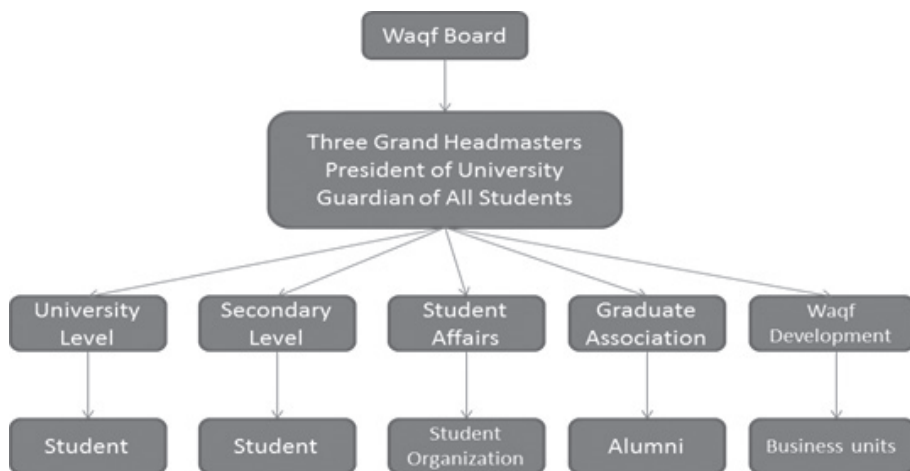 Waqf Board
Three Grand Headmasters
President of University
Guardian of All Students
University
Level
Secondary
Level
Student
Affairs
Graduate
Association
Waqf
Development
Student
Student
Student
Organization
Alumni
Business units